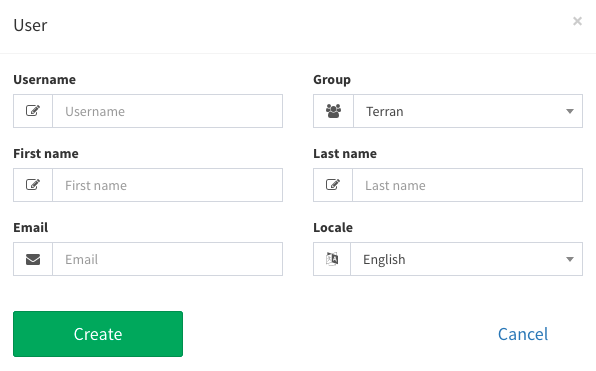 User
×
Username
Group
Username
Terran
First name
Last name
First name
Last name
Email
Locale
Email
English
Create
Cancel